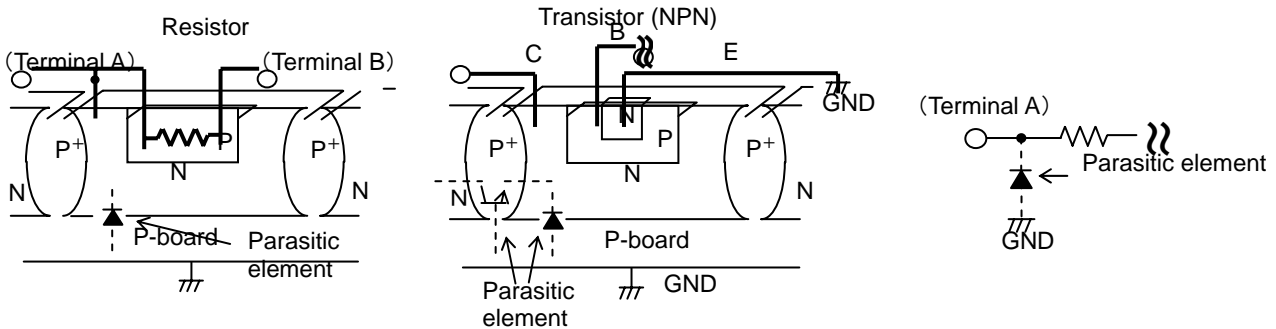 Resistor
(Terminal A)
(Terminal B)
P+
P
P+
N
N
N
P-board
Parasitic
element
Transistor (NPN)
B
C
E
GND
P+
N
P
P+
N
N
N
P-board
GND
Parasitic
element
(Terminal A)
Parasitic element
GND